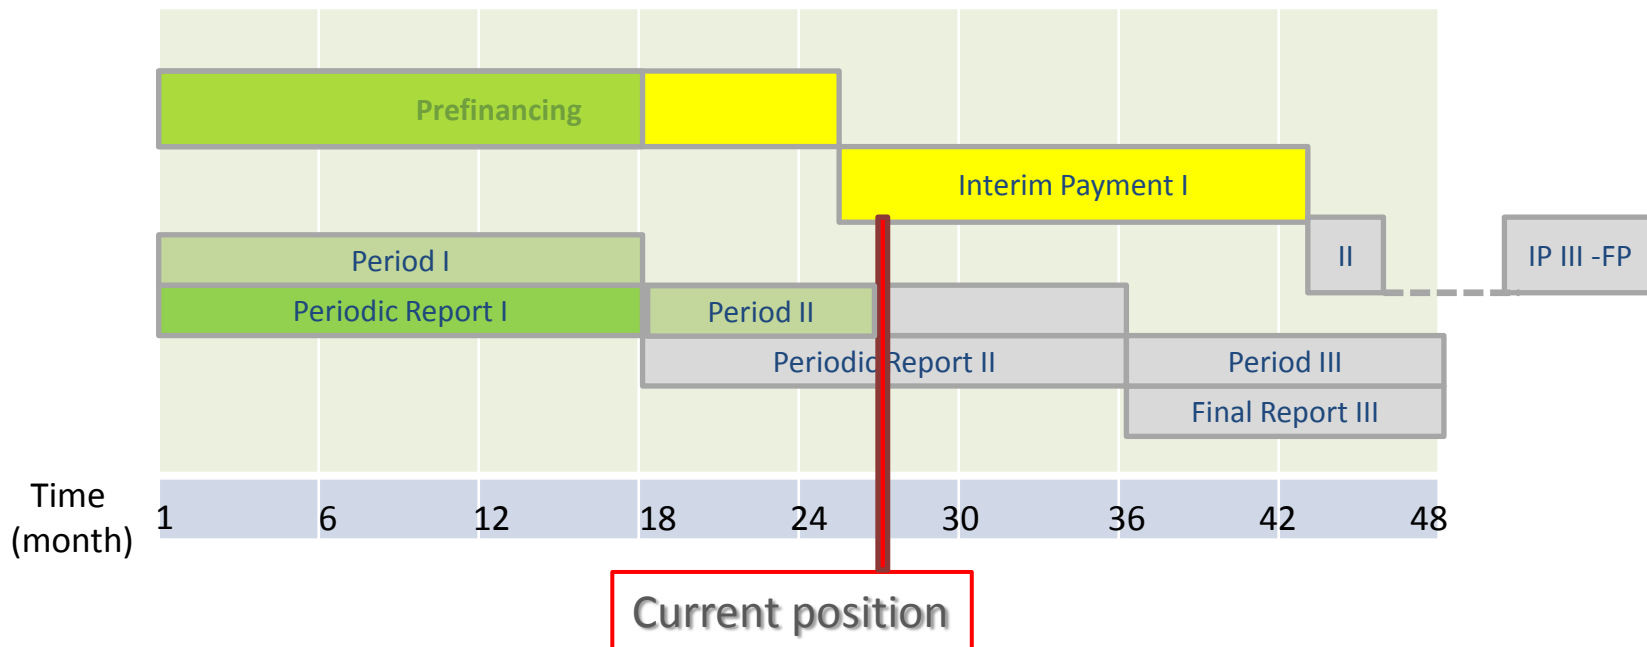 Prefinancing
Interim Payment I
II
IP III -FP
Period I
Periodic Report I
Period II
Periodic Report II
Period III
Final Report III
Time
(month)
1 6 12 18 24 30 36 42 48
Current position